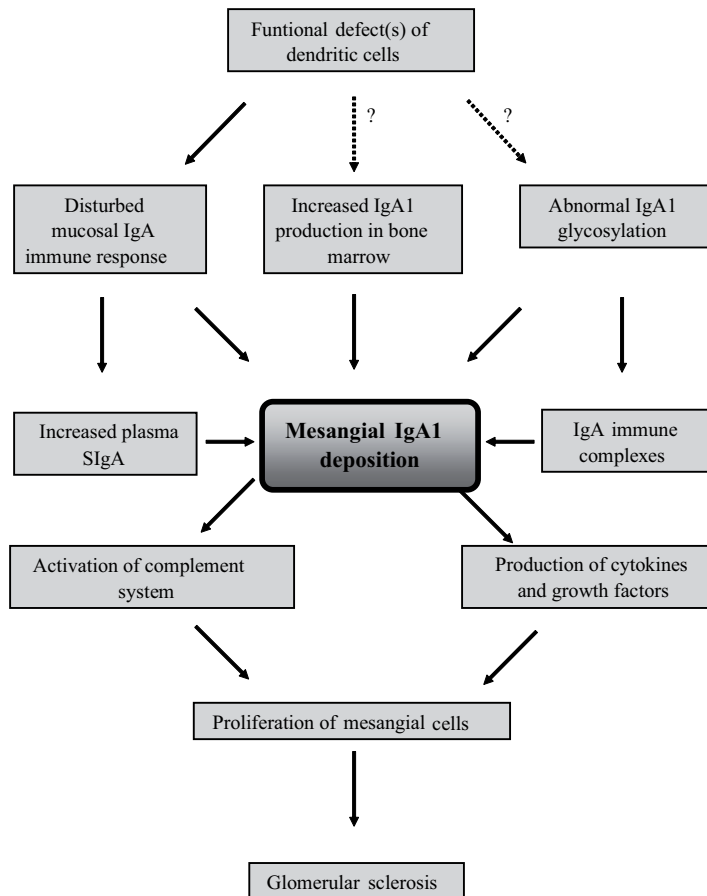 Funtional defect(s) of
dendritic cells
?
?
Disturbed
mucosal IgA
immune response
Increased IgA1
production in bone
marrow
Abnormal IgA1
glycosylation
Increased plasma
SIgA
Mesangial IgA1
deposition
IgA immune
complexes
Activation of complement
system
Production of cytokines
and growth factors
Proliferation of mesangial cells
Glomerular sclerosis